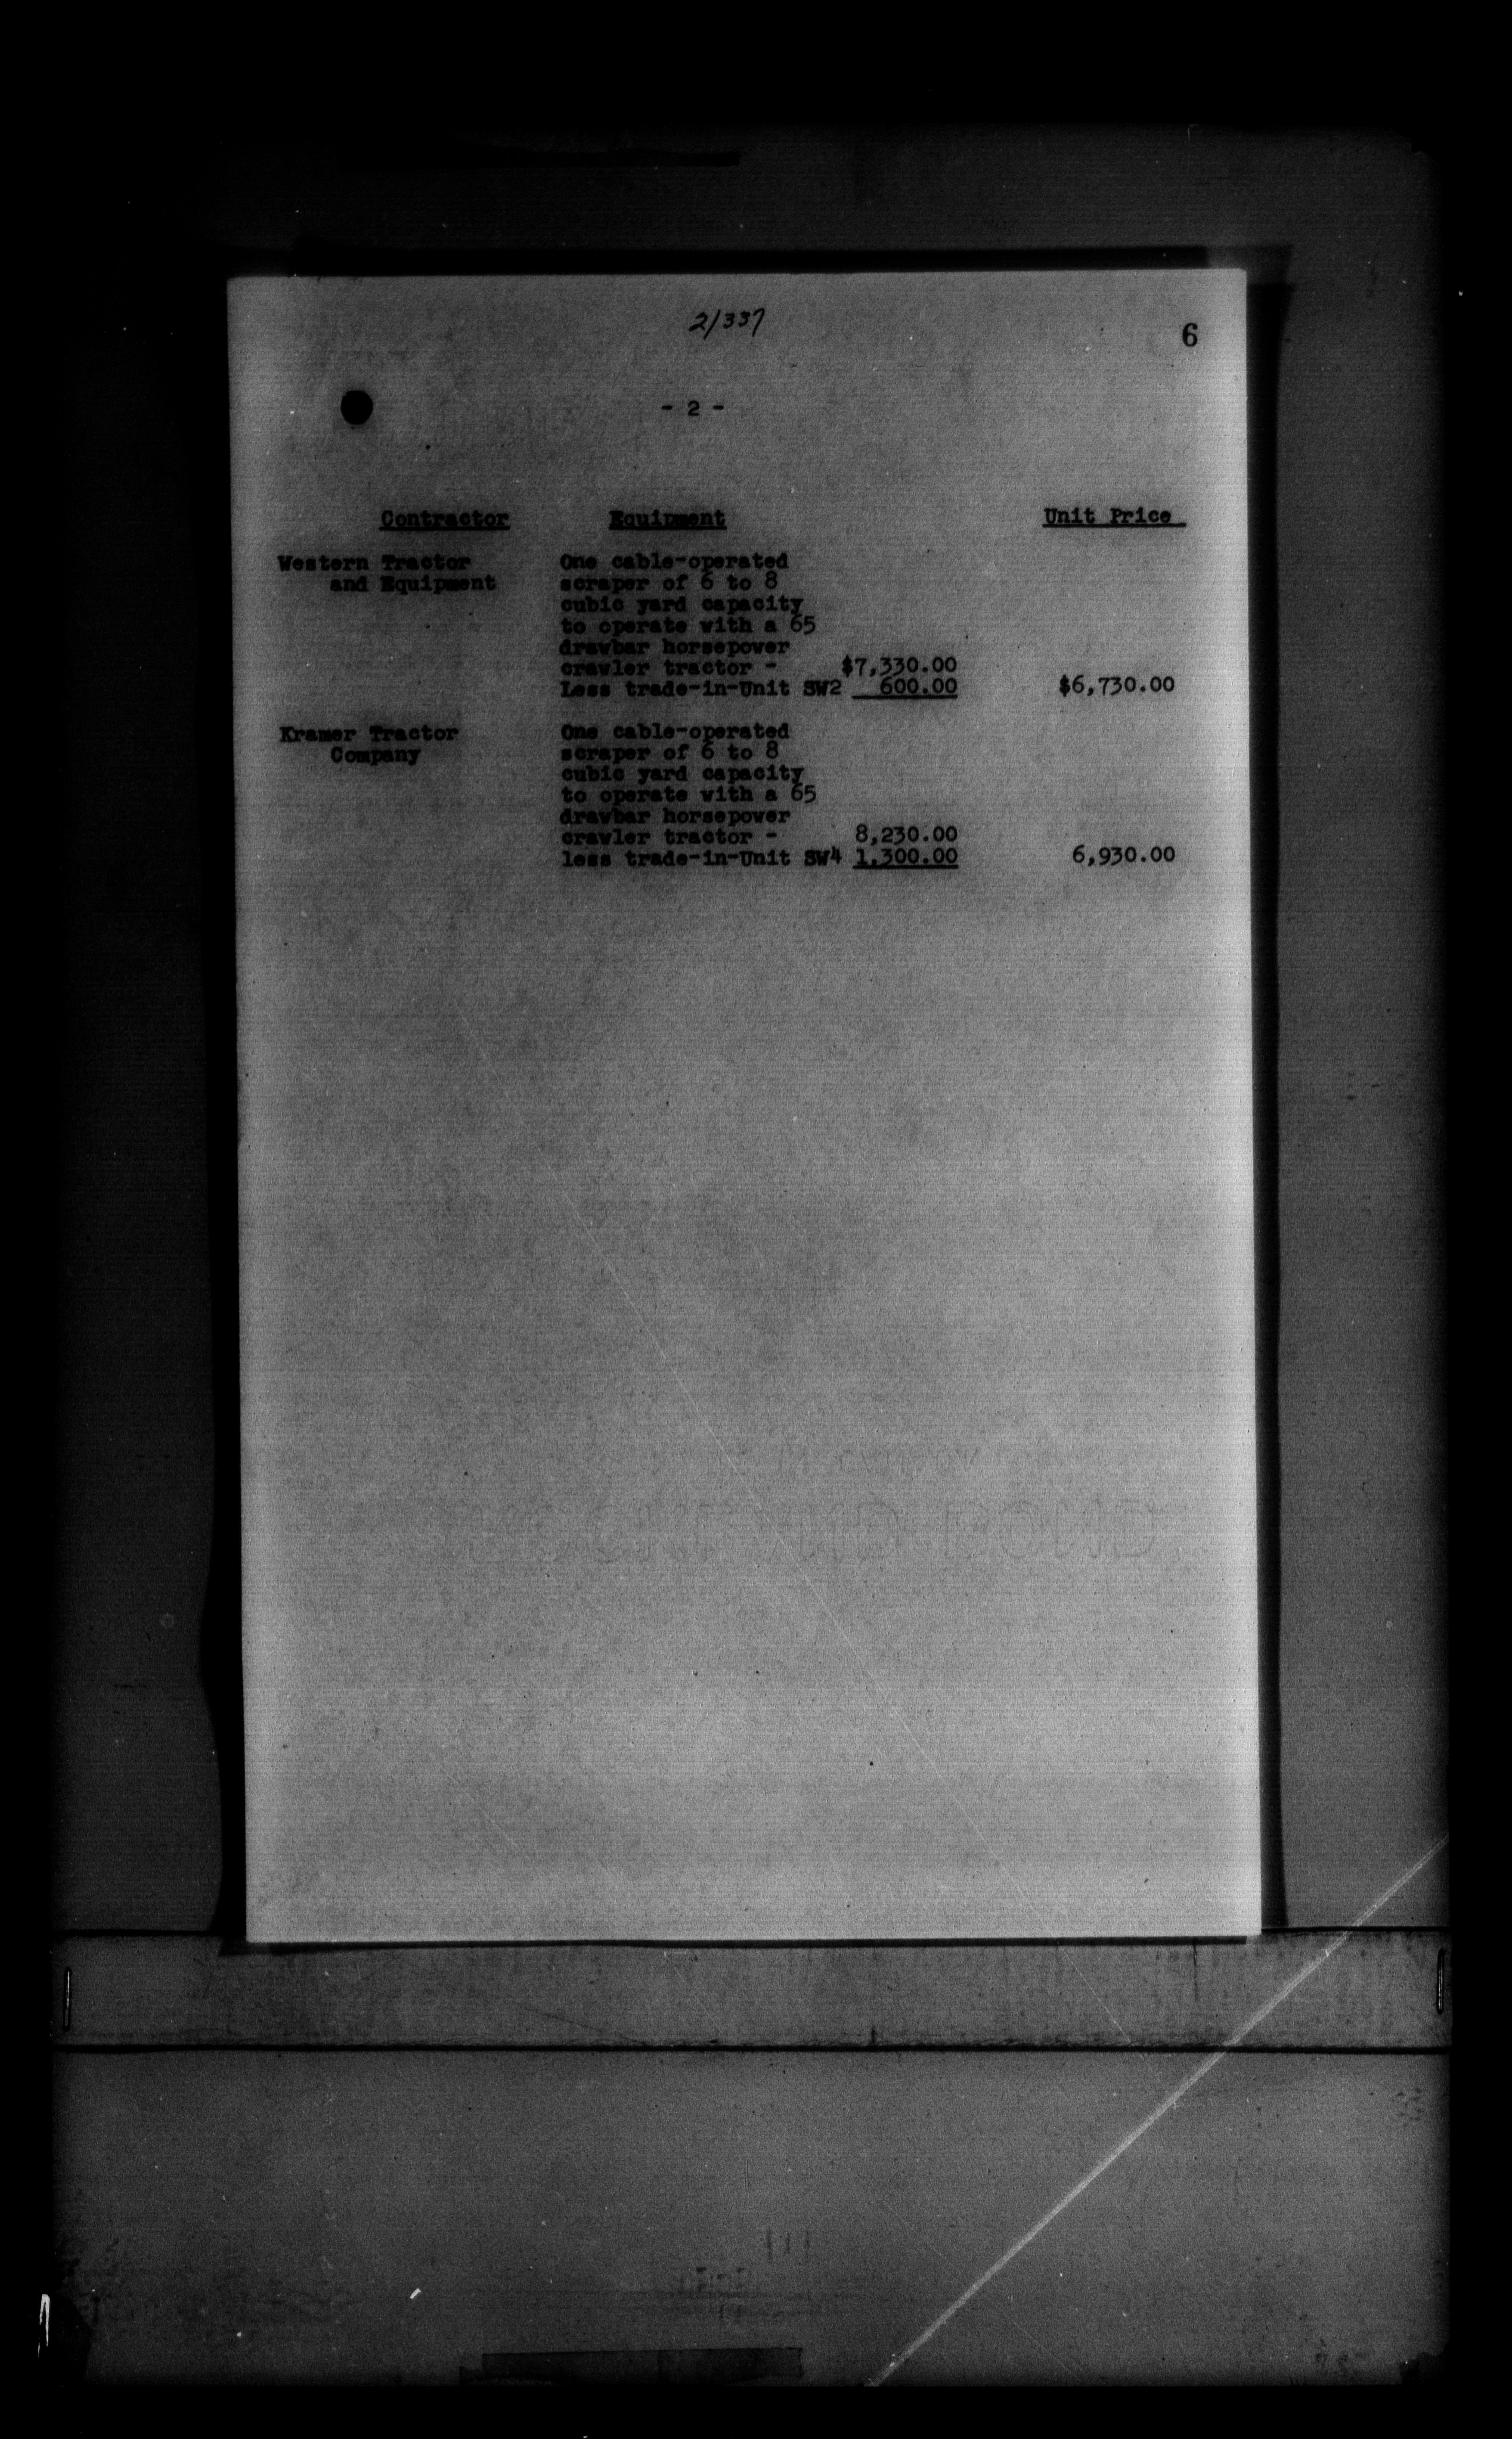 2/337
6
- 2 -
Contractor Equipment Unit Price
Western Tractor One cable-operated
and Equipment scraper of 6 to 8
cubic yard capacity
to operate with a 65
drawbar horsepower
crawler tractor - $7,330.00
Less trade-in-Unit SW2 600.00 $6,730.00
Kramer Tractor One cable-operated
Company scraper of 6 to 8
cubic yard capacity
to operate with a 65
drawbar horsepower
crawler tractor - 8,230.00
less trade-in-Unit SW4 1,300.00 6,930.00
BOND